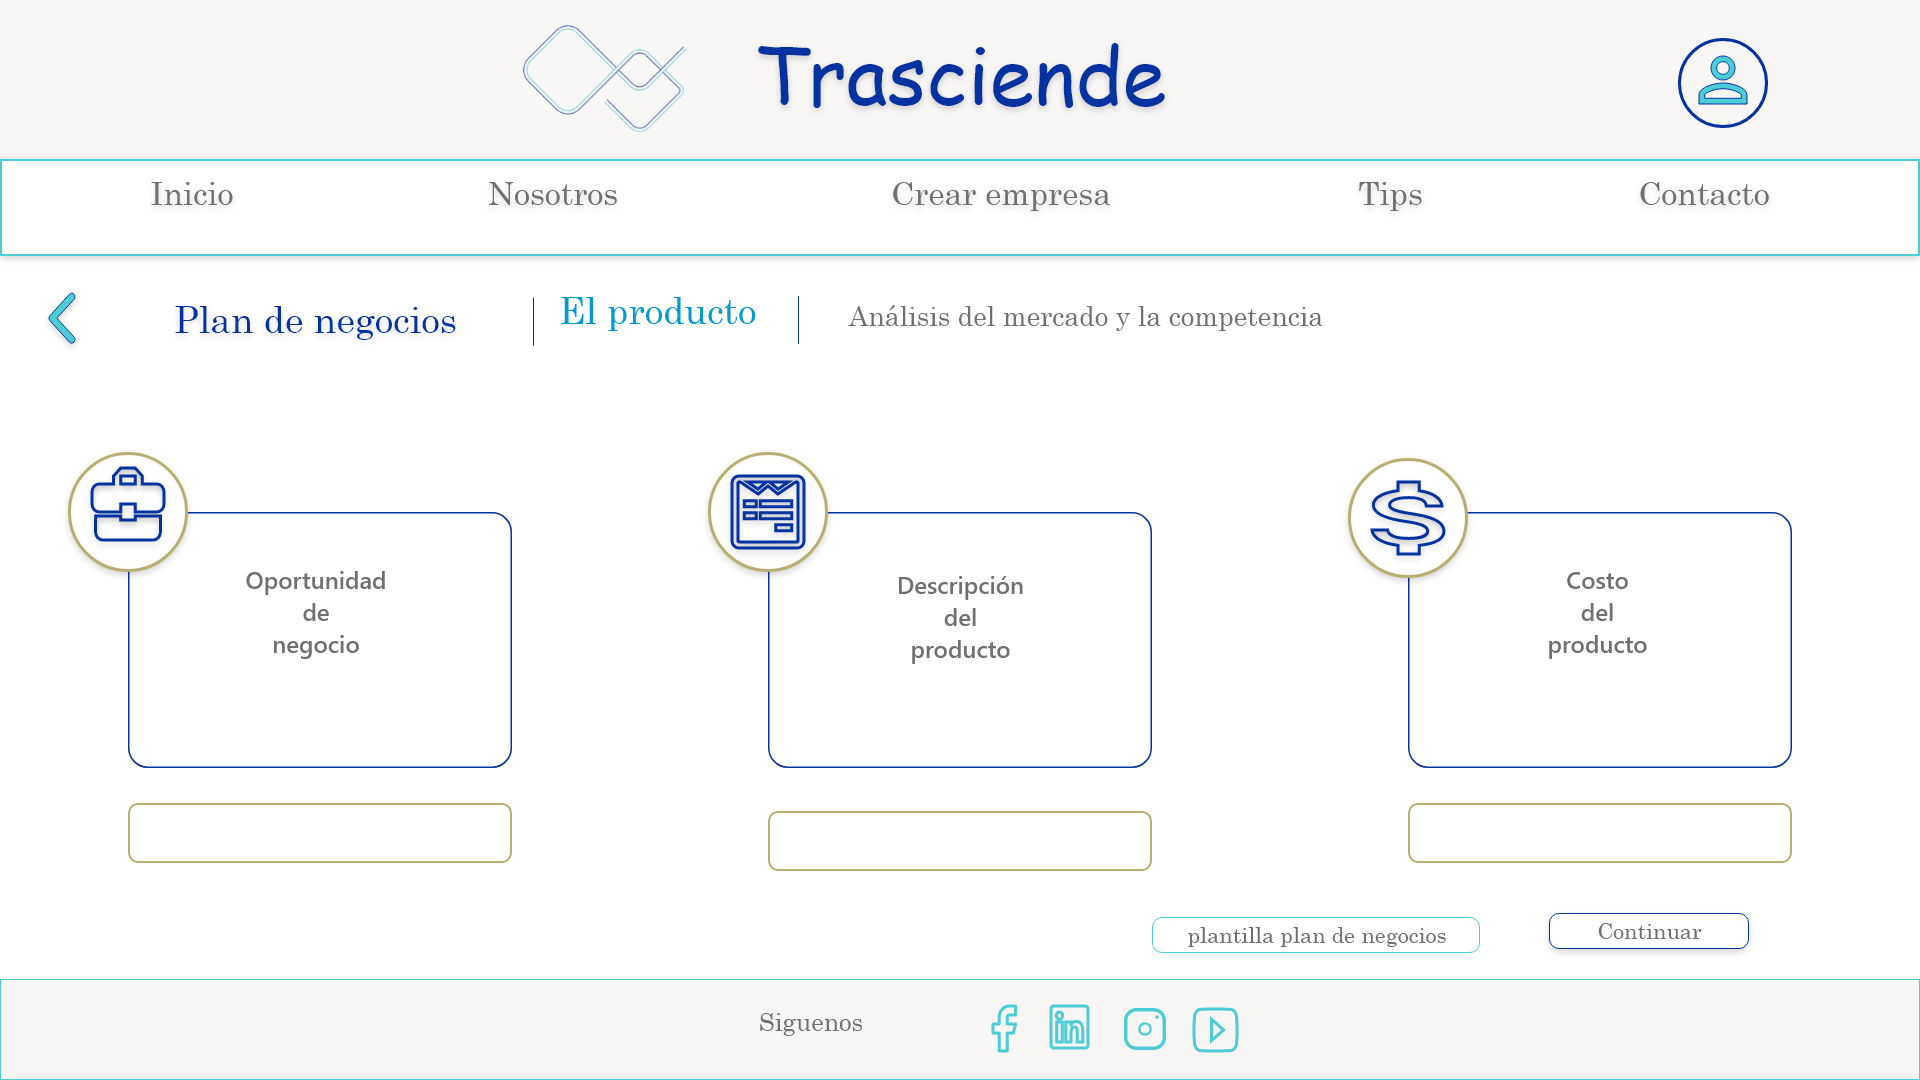 Trasciende
Inicio
Nosotros
Crear empresa
Tips
Contacto
Plan de negocios
El producto
Análisis del mercado y la competencia
Oportunidad
de
negocio
Descripción
del
producto
Costo
del
producto
plantilla plan de negocios
Continuar
Siguenos